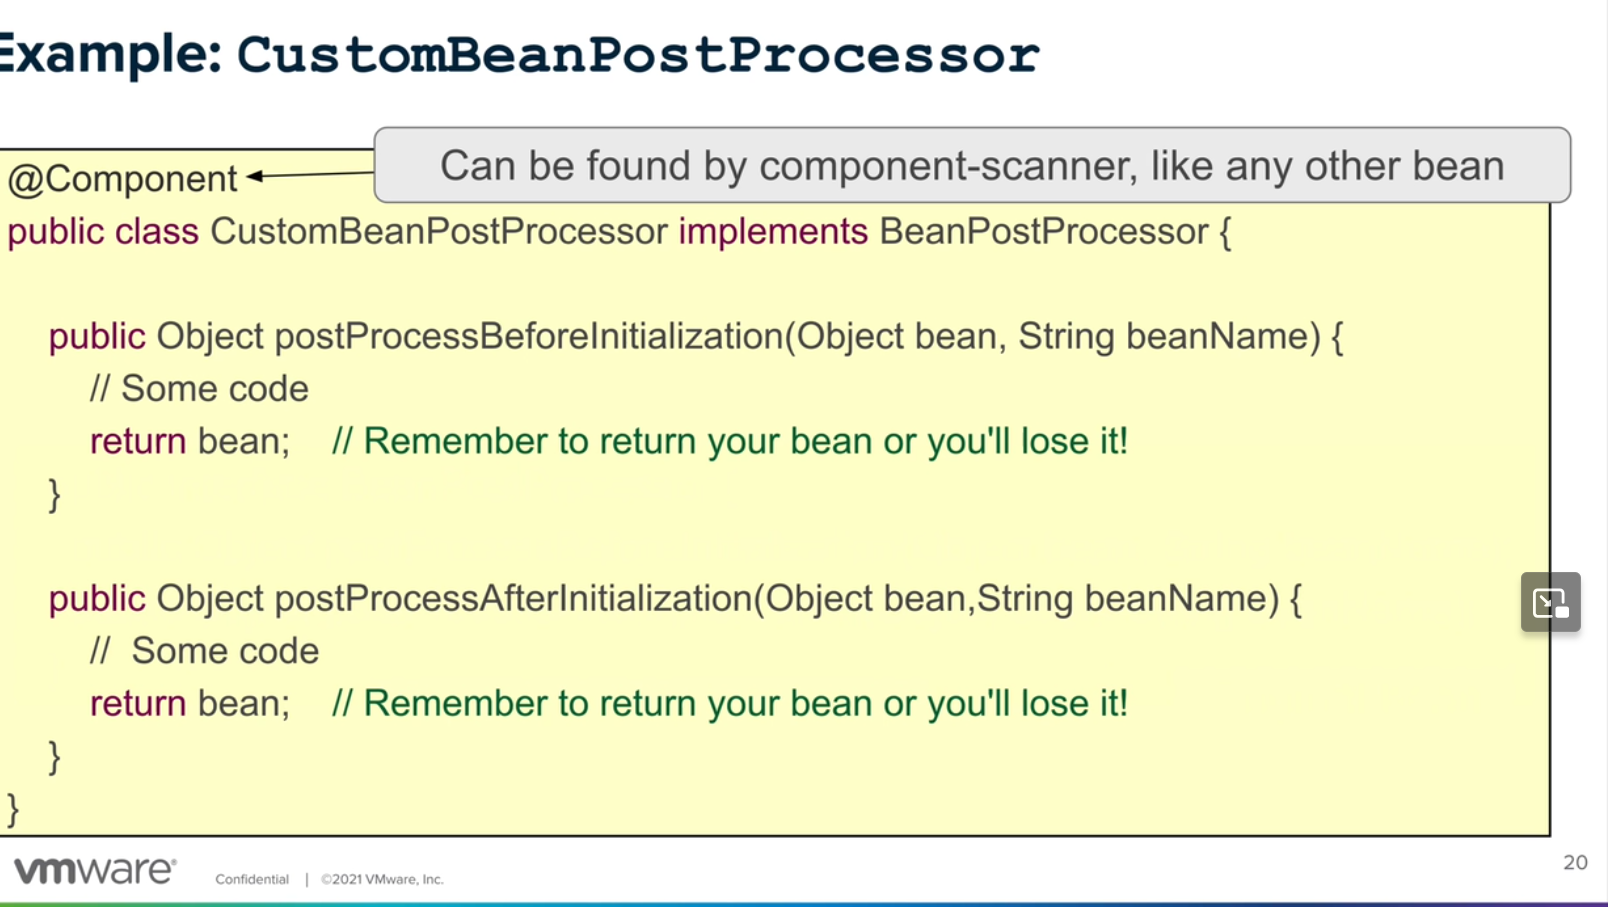 Example: CustomBeanPostProcessor
Can be found by component-scanner, like any other bean
@Component
public class CustomBeanPostProcessor implements BeanPostProcessor {
public Object postProcessBeforeInitialization(Object bean, String beanName) {
// Some code
return bean; // Remember to return your bean or you'll lose it!
}
public Object postProcessAfterInitialization(Object bean,String beanName) {
// Some code
return bean; // Remember to return your bean or you'll lose it!
}
}
vmware® Confidential | ©2021 VMware, Inc.
20